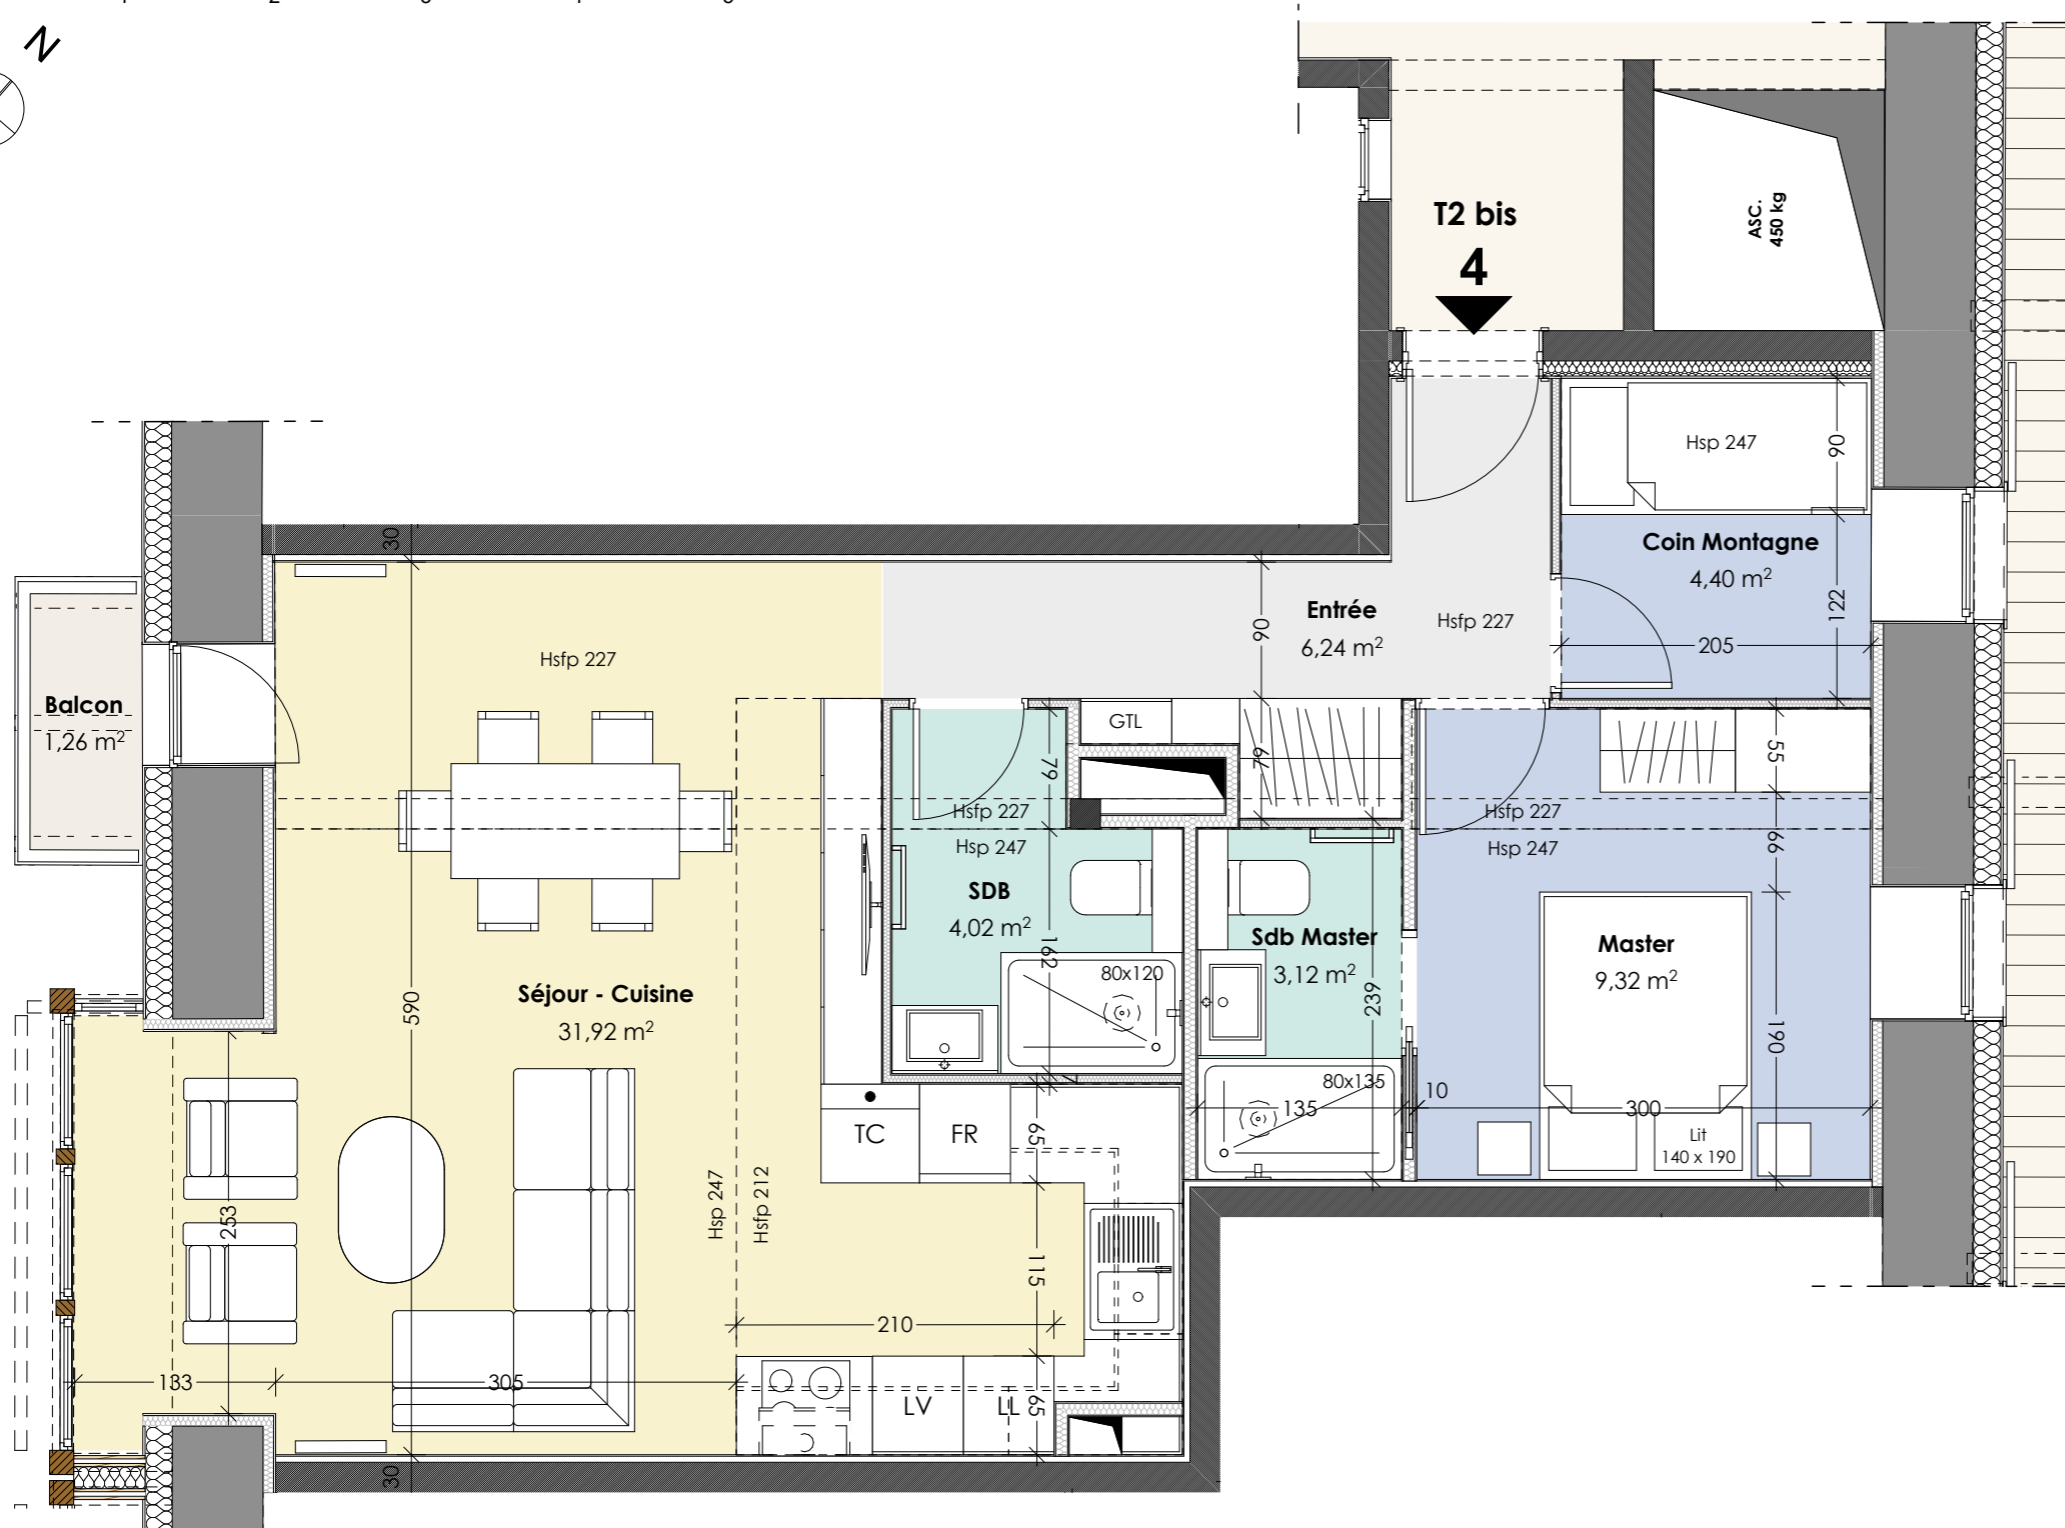 N
T2 bis
4
ASC.
450 kg
Hsp 247
90
Coin Montagne
4,40 m²
122
205
30
Entrée
6,24 m²
Hsfp 227
90
Hsfp 227
Balcon
1,26 m²
GTL
79
79
55
Hsfp 227
Hsp 247
Hsfp 227
Hsp 247
66
SDB
4,02 m²
162
80x120
Sdb Master
3,12 m²
239
Master
9,32 m²
190
Séjour - Cuisine
31,92 m²
590
80x135
135
10
300
Lit
140 x 190
TC
FR
65
253
Hsp 247
Hsfp 212
115
210
133
305
LV
LL
65
30